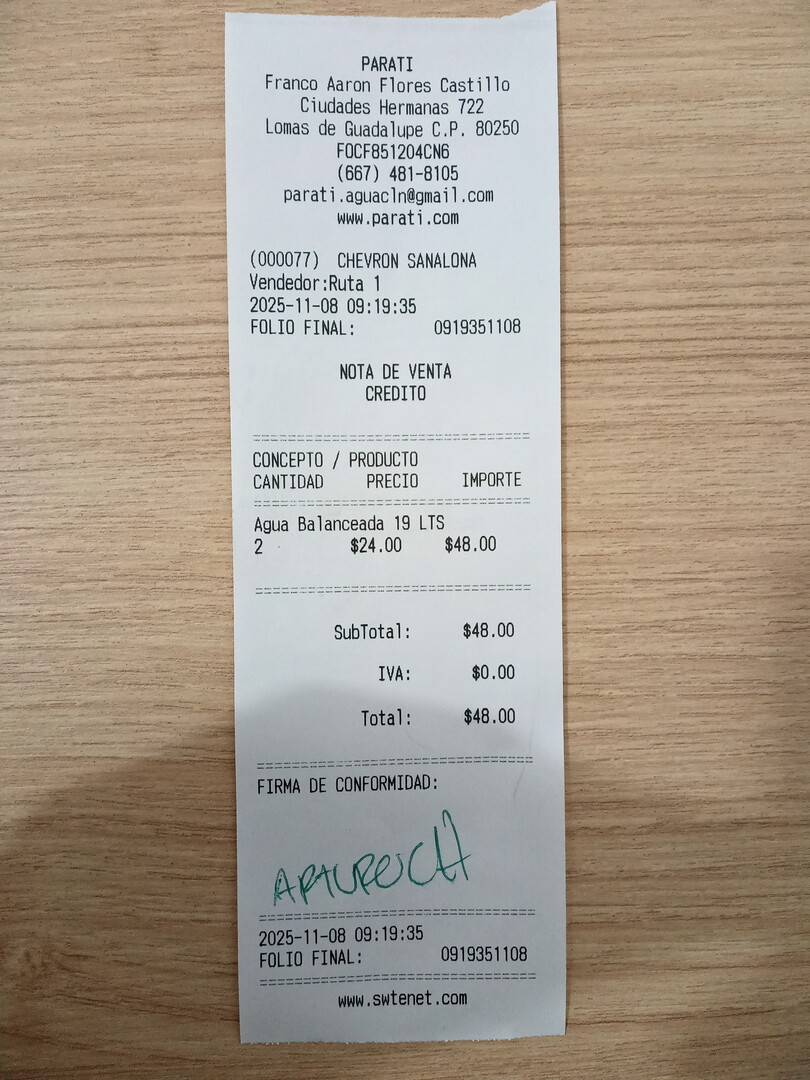 PARATI
Franco Aaron Flores Castillo
Ciudades Hermanas 722
Lomas de Guadalupe C.P. 80250
FOCF851204CN6
(667) 481-8105
parati.aguacln@gmail.com
www.parati.com
(000077) CHEVRON SANALONA
Vendedor:Ruta 1
2025-11-08 09:19:35
FOLIO FINAL: 0919351108
NOTA DE VENTA
CREDITO
CONCEPTO / PRODUCTO
CANTIDAD PRECIO IMPORTE
Agua Balanceada 19 LTS
2 $24.00 $48.00
SubTotal: $48.00
IVA: $0.00
Total: $48.00
FIRMA DE CONFORMIDAD:
2025-11-08 09:19:35
FOLIO FINAL: 0919351108
www.swtenet.com